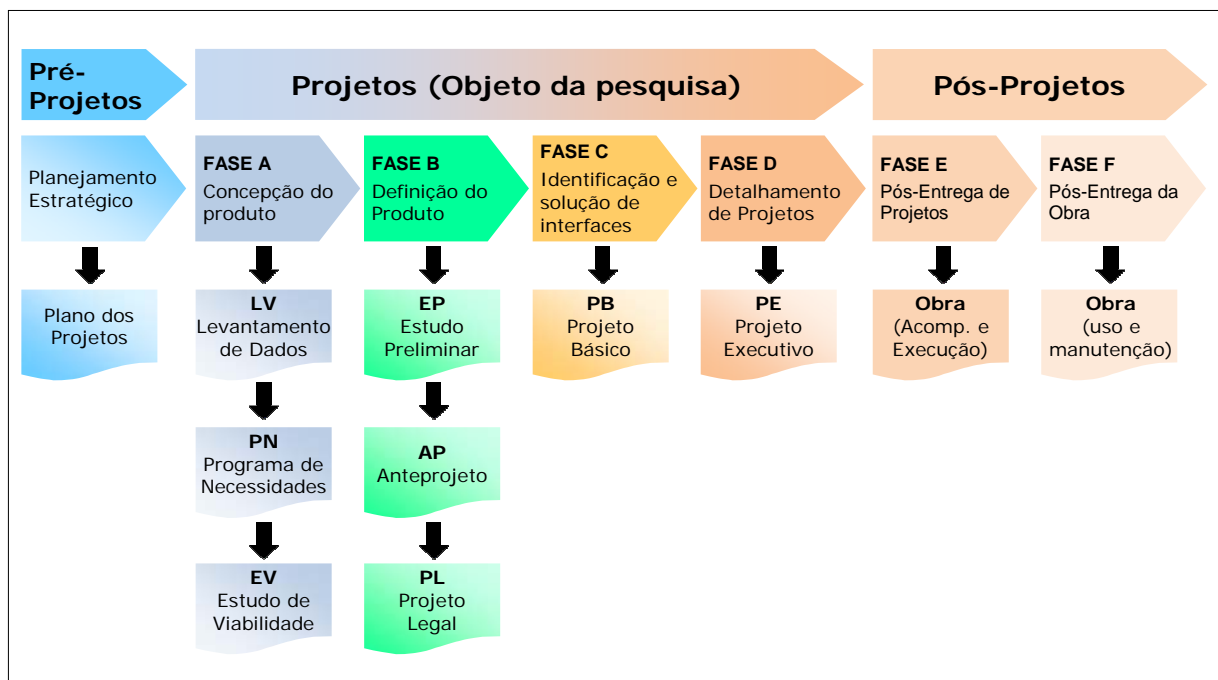 Pré-
Projetos
Projetos (Objeto da pesquisa)
Pós-Projetos
Planejamento
Estratégico
FASE A
Concepção do
produto
FASE B
Definição do
Produto
FASE C
Identificação e
solução de
interfaces
FASE D
Detalhamento
de Projetos
FASE E
Pós-Entrega de
Projetos
FASE F
Pós-Entrega da
Obra
Plano dos
Projetos
LV
Levantamento
de Dados
EP
Estudo
Preliminar
PB
Projeto
Básico
PE
Projeto
Executivo
Obra
(Acomp. e
Execução)
Obra
(uso e
manutenção)
PN
Programa de
Necessidades
AP
Anteprojeto
EV
Estudo de
Viabilidade
PL
Projeto
Legal